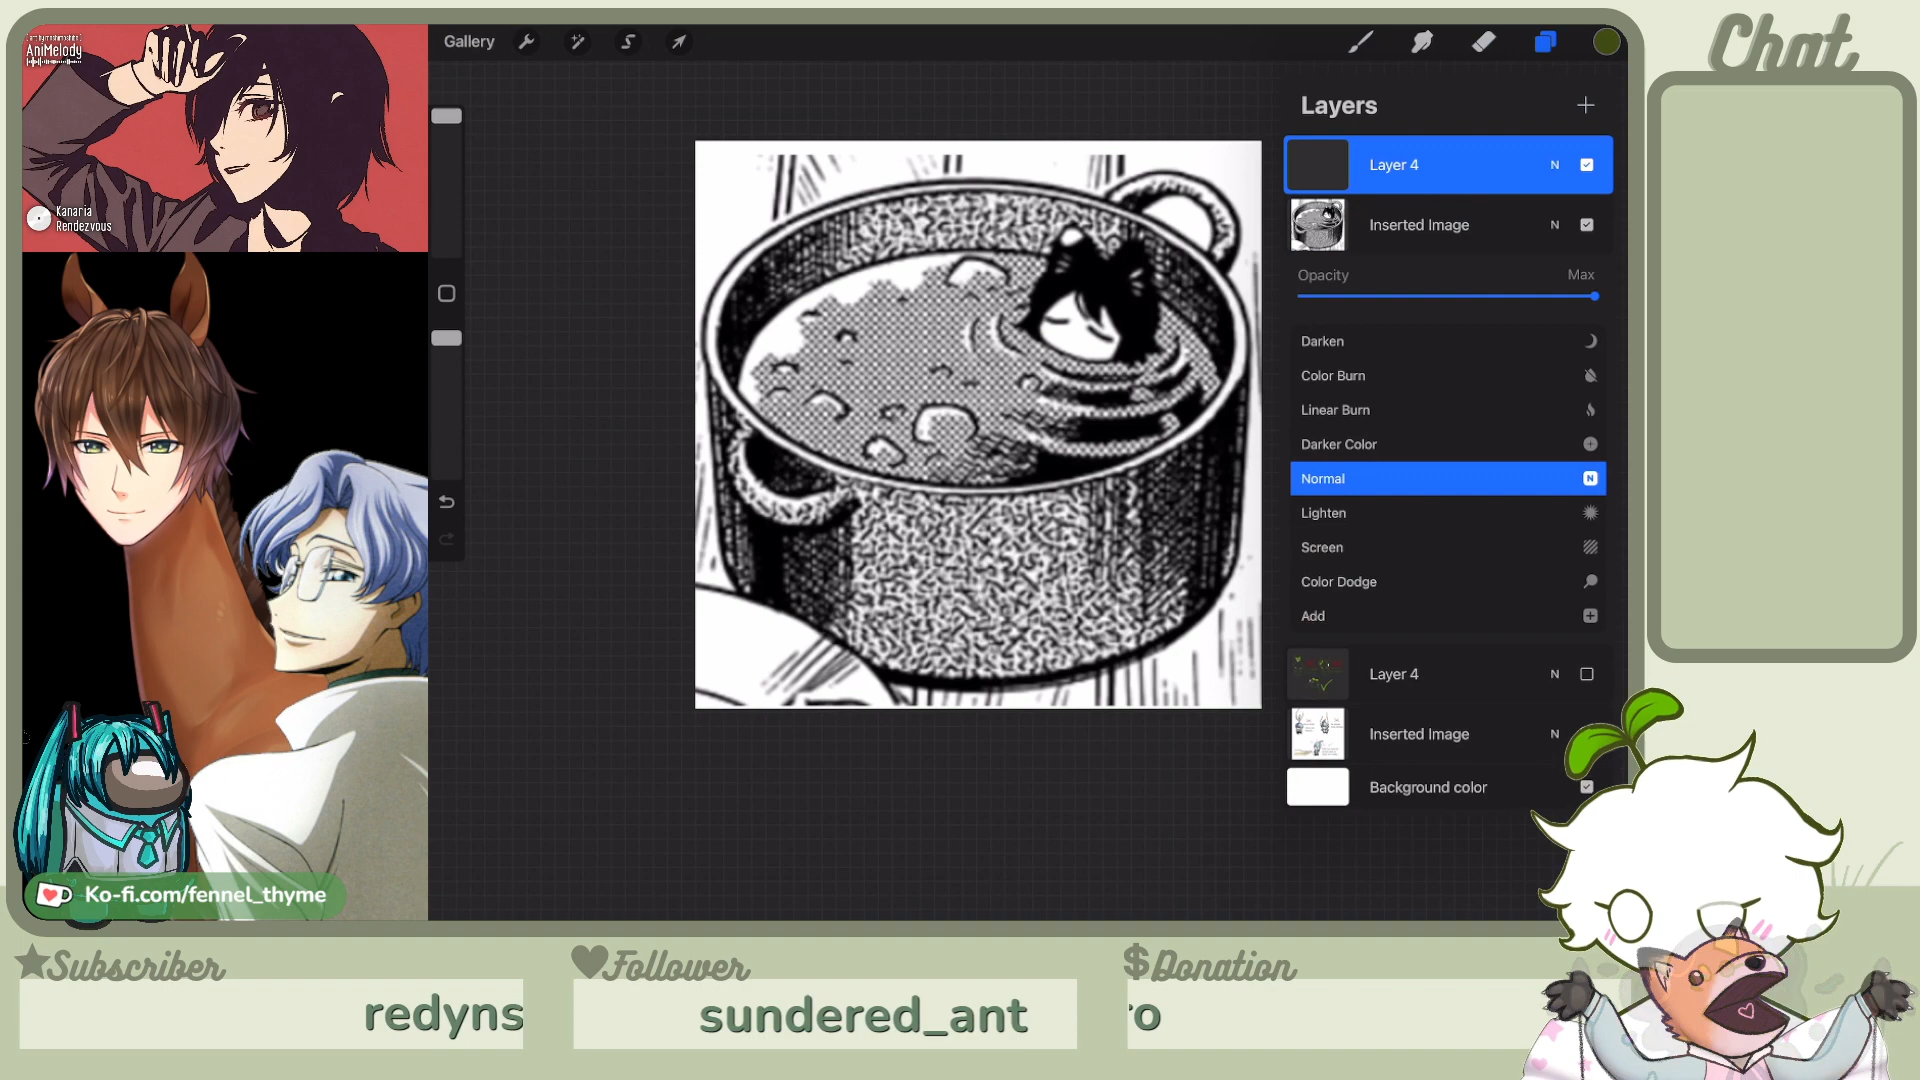 AniMelody
Kanaria
Rendezvous
Ko-fi.com/fennel_thyme
Gallery
Layers
Layer 4
N
Inserted Image
N
Opacity
Max
Darken
Color Burn
Linear Burn
Darker Color
Normal
N
Lighten
Screen
Color Dodge
Add
Layer 4
N
Inserted Image
N
Background color
Chat
Subscriber
redyns
Follower
sundered_ant
$Donation
ro